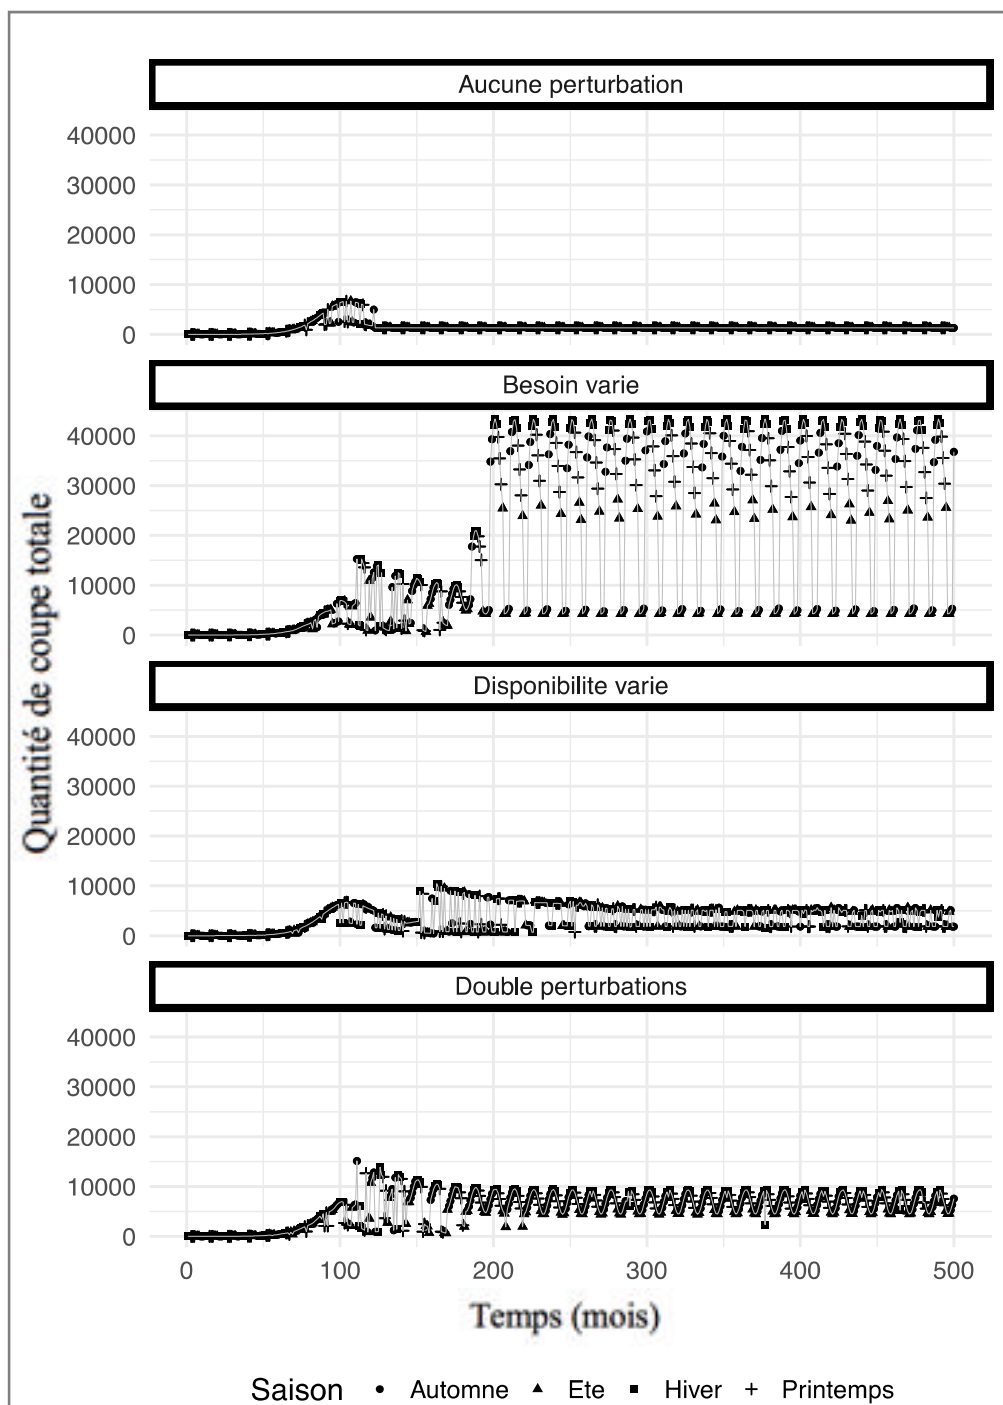 Aucune perturbation
40000
30000
20000
10000
0
Besoin varie
40000
30000
20000
10000
0
Disponibilite varie
40000
30000
20000
10000
0
Double perturbations
40000
30000
20000
10000
0
0 100 200 300 400 500
Quantité de coupe totale
Temps (mois)
Saison Automne Ete Hiver Printemps